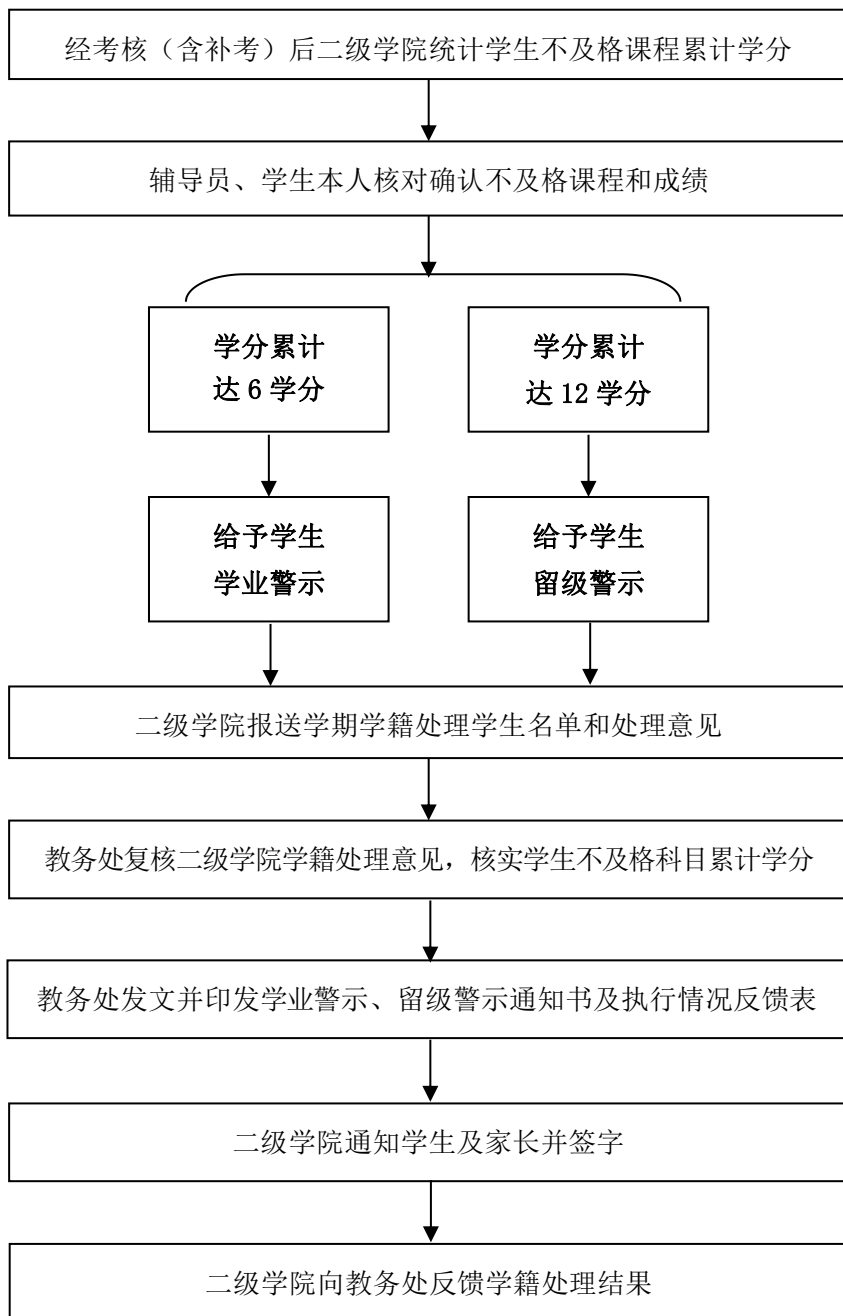 经考核（含补考）后二级学院统计学生不及格课程累计学分
辅导员、学生本人核对确认不及格课程和成绩
学分累计
达 6 学分
学分累计
达 12 学分
给予学生
学业警示
给予学生
留级警示
二级学院报送学期学籍处理学生名单和处理意见
教务处复核二级学院学籍处理意见，核实学生不及格科目累计学分
教务处发文并印发学业警示、留级警示通知书及执行情况反馈表
二级学院通知学生及家长并签字
二级学院向教务处反馈学籍处理结果